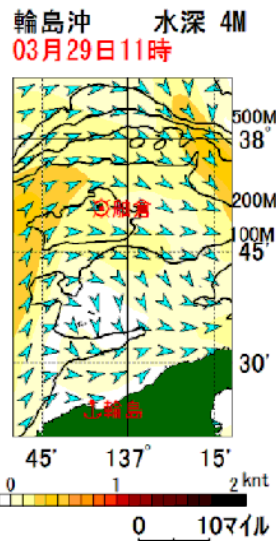 輪島沖 水深 4M
03月29日11時
500M
38°
200M
舳倉
100M
45′
30′
輪島
45′ 137° 15′
0 1 2 knt
0 10マイル